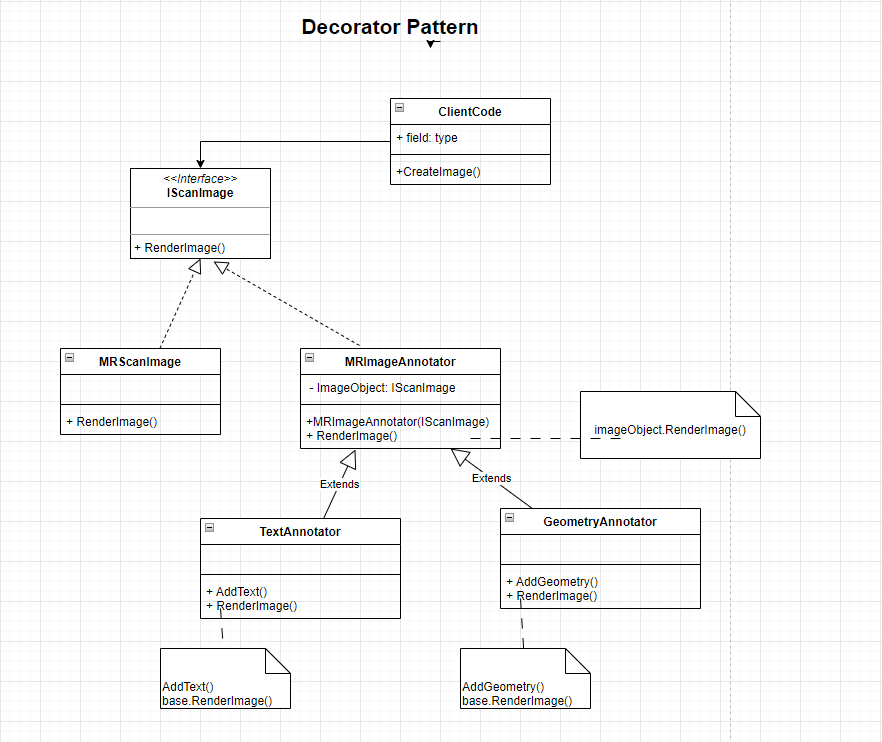 Decorator Pattern
ClientCode
+ field: type
+CreateImage()
<<Interface>>
IScanImage
+ RenderImage()
MRScanImage
+ RenderImage()
MRImageAnnotator
- ImageObject: IScanImage
+MRImageAnnotator(IScanImage)
+ RenderImage()
imageObject.RenderImage()
Extends
Extends
TextAnnotator
+ AddText()
+ RenderImage()
GeometryAnnotator
+ AddGeometry()
+ RenderImage()
AddText()
base.RenderImage()
AddGeometry()
base.RenderImage()